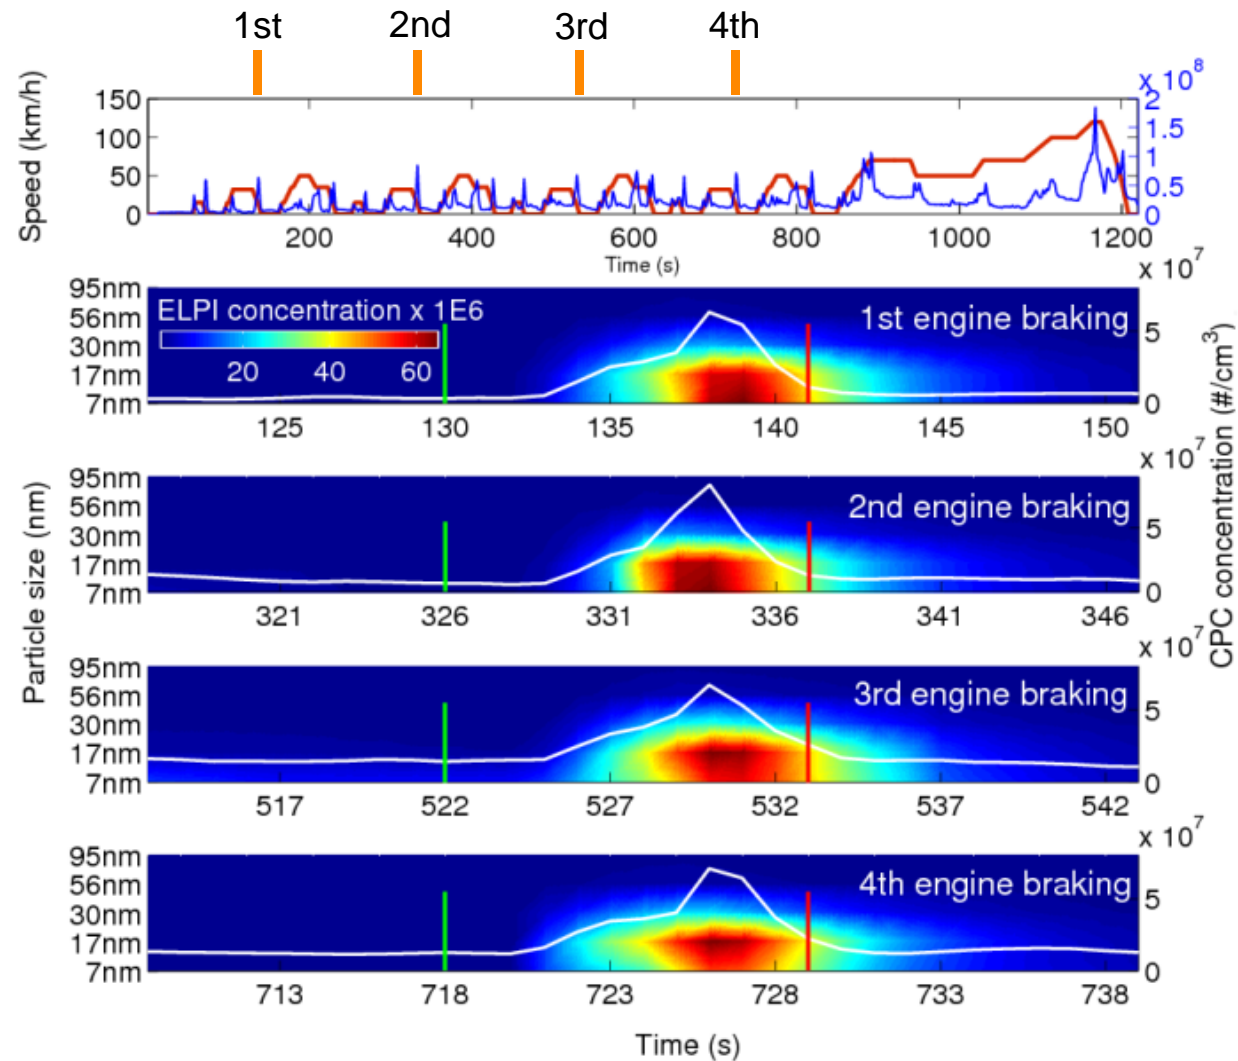 1st 2nd 3rd 4th
x 10^8
Speed (km/h)
150
100
50
0
2
1.5
1
0.5
0
200 400 600 800 1000 1200
Time (s)
x 10^7
95nm
56nm
30nm
17nm
7nm
ELPI concentration x 1E6
20 40 60
1st engine braking
5
0
125 130 135 140 145 150
x 10^7
95nm
56nm
30nm
17nm
7nm
2nd engine braking
5
0
321 326 331 336 341 346
Particle size (nm)
CPC concentration (#/cm^3)
x 10^7
95nm
56nm
30nm
17nm
7nm
3rd engine braking
5
0
517 522 527 532 537 542
x 10^7
95nm
56nm
30nm
17nm
7nm
4th engine braking
5
0
713 718 723 728 733 738
Time (s)